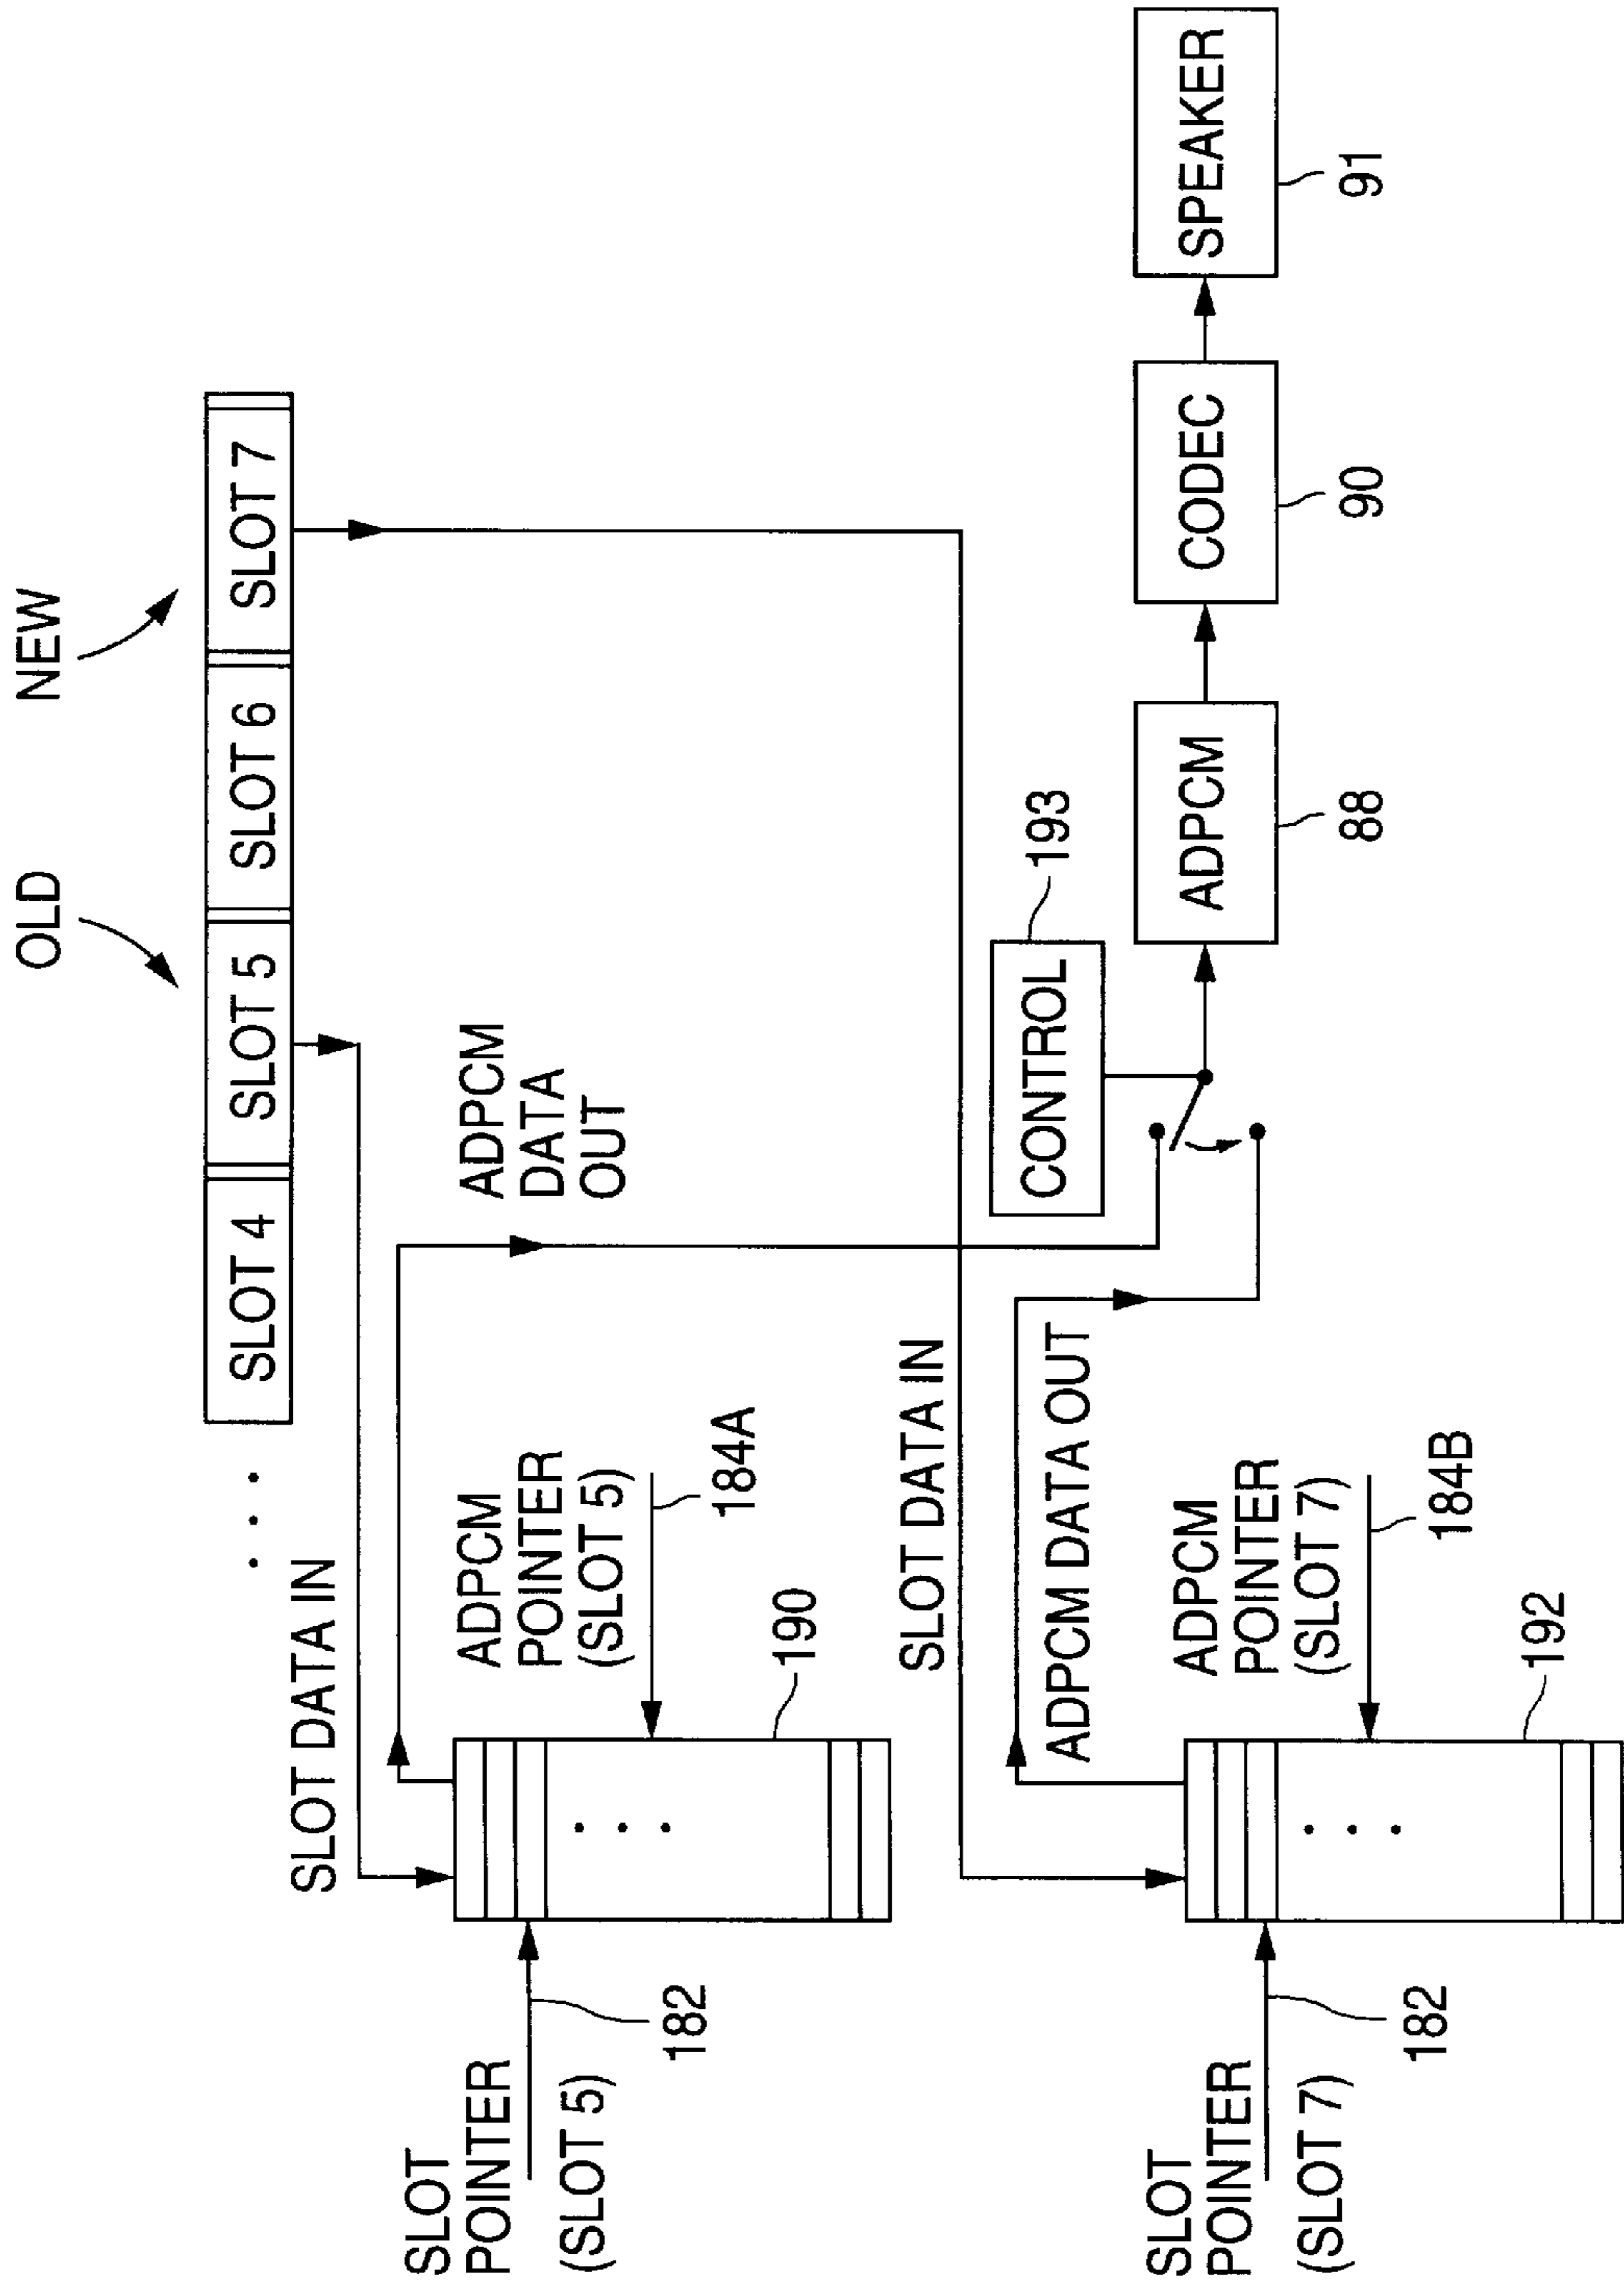 OLD
NEW
. . .
SLOT 4
SLOT 5
SLOT 6
SLOT 7
SLOT DATA IN
ADPCM
DATA
OUT
SLOT
POINTER
(SLOT 5)
182
ADPCM
POINTER
(SLOT 5)
184A
190
SLOT DATA IN
ADPCM DATA OUT
CONTROL
193
SLOT
POINTER
(SLOT 7)
182
ADPCM
POINTER
(SLOT 7)
184B
192
ADPCM
88
CODEC
90
SPEAKER
91